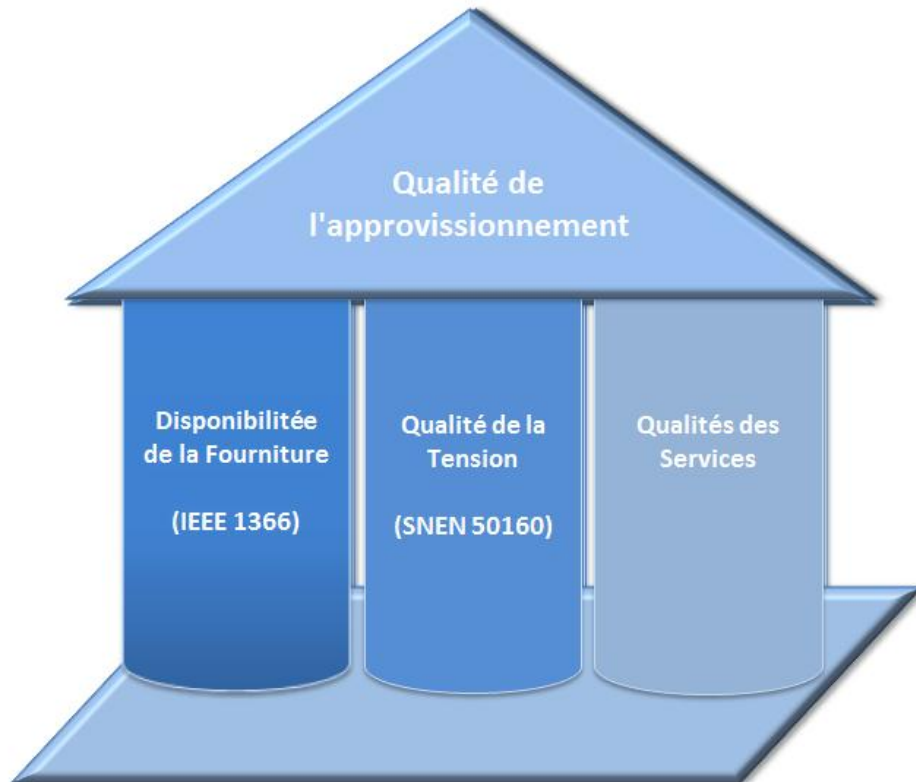 Qualité de
l'approvissionnement
Disponibilitée
de la Fourniture
(IEEE 1366)
Qualité de la
Tension
(SNEN 50160)
Qualités des
Services